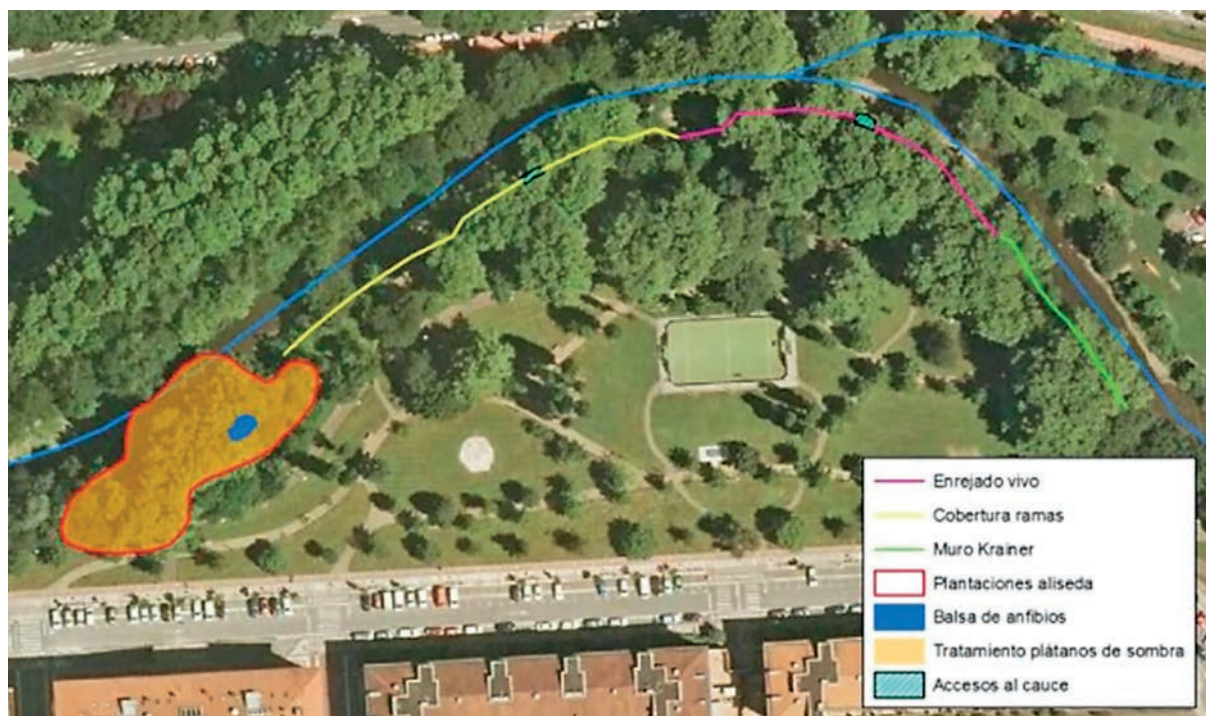 Enrejado vivo
Cobertura ramas
Muro Krainer
Plantaciones aliseda
Balsa de anfibios
Tratamiento plátanos de sombra
Accesos al cauce